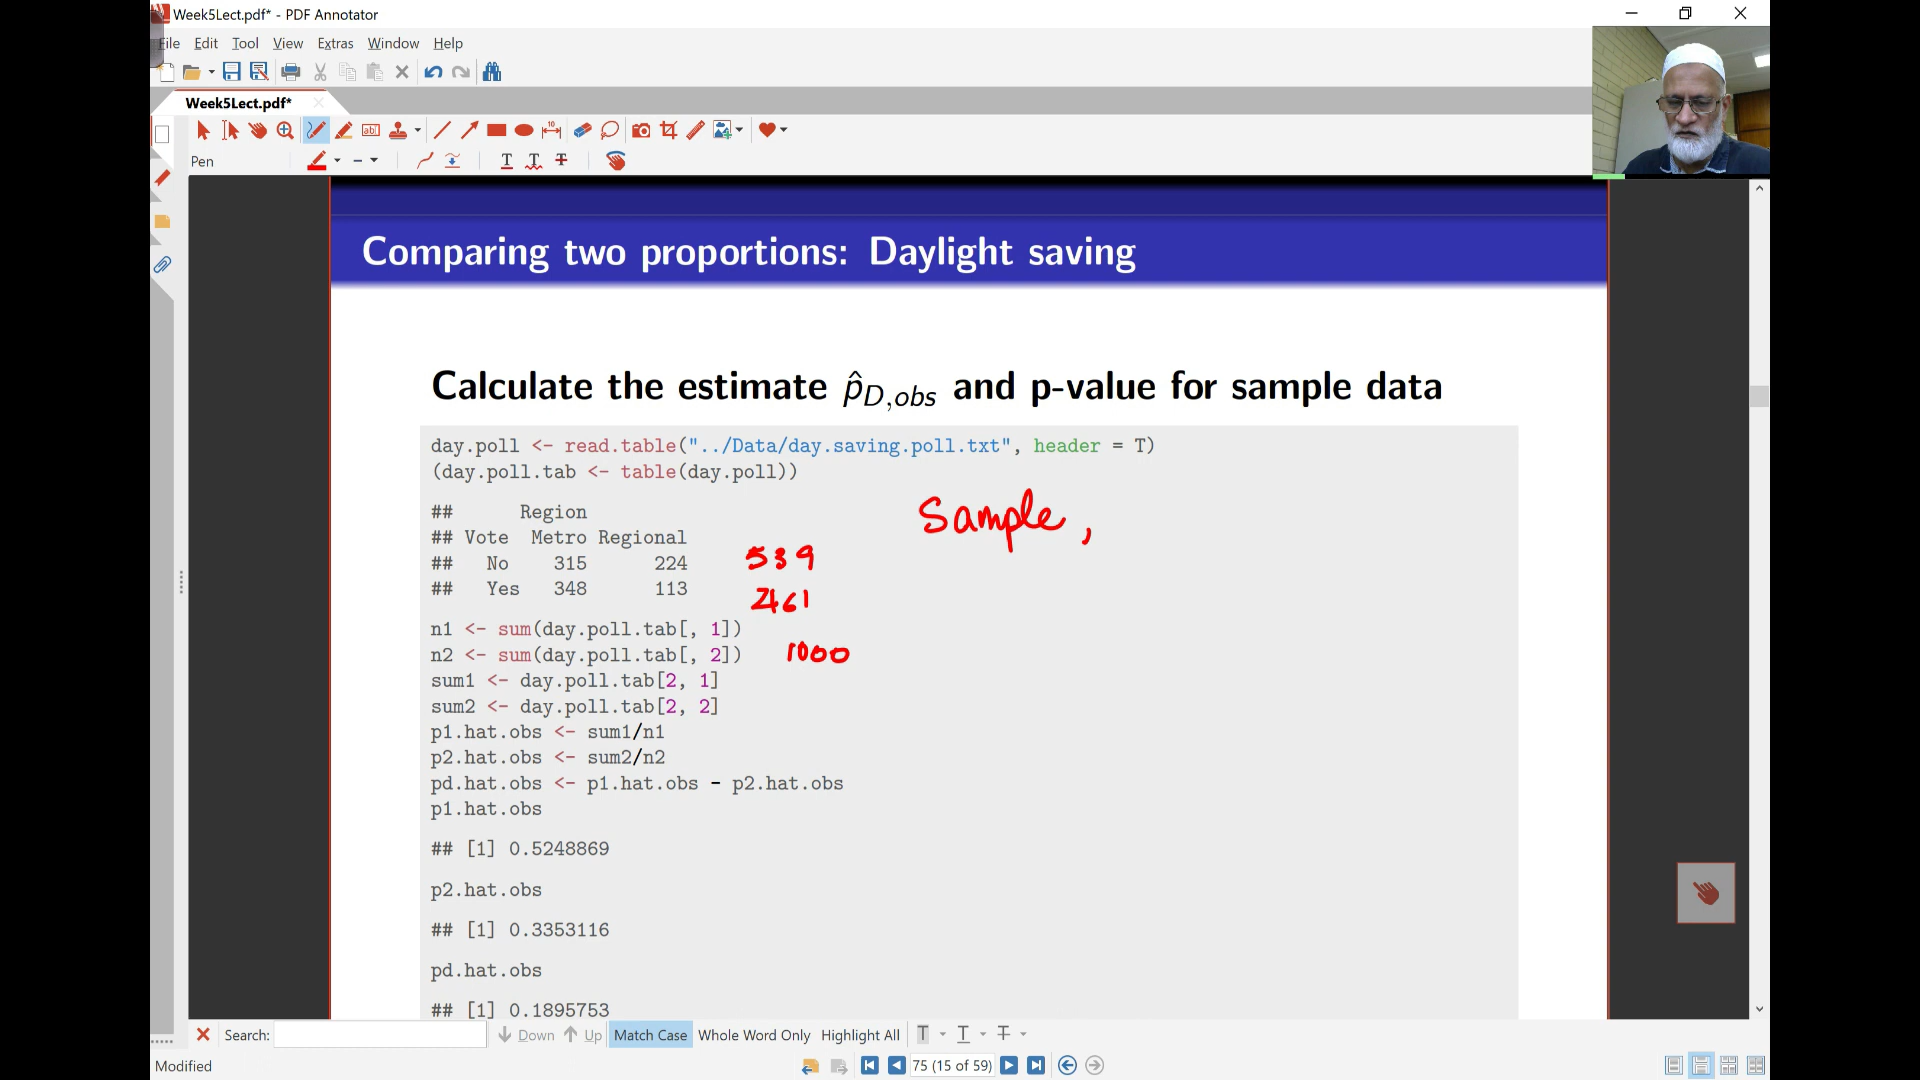 Week5Lect.pdf* - PDF Annotator
File Edit Tool View Extras Window Help
Week5Lect.pdf*
Pen
Comparing two proportions: Daylight saving
Calculate the estimate p̂D,obs and p-value for sample data
day.poll <- read.table("../Data/day.saving.poll.txt", header = T)
(day.poll.tab <- table(day.poll))
## Region
Sample,
## Vote Metro Regional
## No 315 224
539
## Yes 348 113
461
n1 <- sum(day.poll.tab[, 1])
n2 <- sum(day.poll.tab[, 2])
1000
sum1 <- day.poll.tab[2, 1]
sum2 <- day.poll.tab[2, 2]
p1.hat.obs <- sum1/n1
p2.hat.obs <- sum2/n2
pd.hat.obs <- p1.hat.obs - p2.hat.obs
p1.hat.obs
## [1] 0.5248869
p2.hat.obs
## [1] 0.3353116
pd.hat.obs
## [1] 0.1895753
Search: Down Up Match Case Whole Word Only Highlight All
Modified
75 (15 of 59)